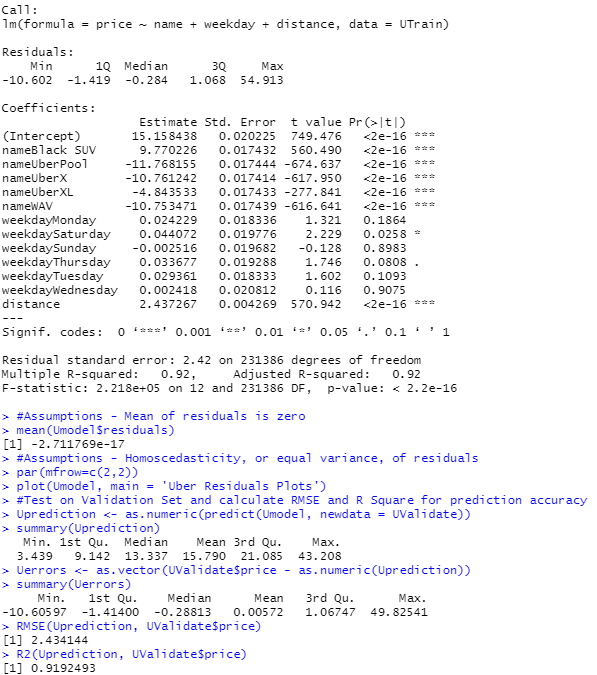 Call:
lm(formula = price ~ name + weekday + distance, data = UTrain)

Residuals:
    Min      1Q  Median      3Q     Max
-10.602  -1.419  -0.284   1.068  54.913

Coefficients:
                   Estimate Std. Error  t value Pr(>|t|)
(Intercept)       15.158438   0.020225  749.476   <2e-16 ***
nameBlack SUV      9.770226   0.017432  560.490   <2e-16 ***
nameUberPool     -11.768155   0.017444 -674.637   <2e-16 ***
nameUberX        -10.761242   0.017414 -617.950   <2e-16 ***
nameUberXL        -4.843533   0.017433 -277.841   <2e-16 ***
nameWAV          -10.753471   0.017439 -616.641   <2e-16 ***
weekdayMonday      0.024229   0.018336    1.321   0.1864
weekdaySaturday    0.044072   0.019776    2.229   0.0258 *
weekdaySunday     -0.002516   0.019682   -0.128   0.8983
weekdayThursday    0.033677   0.019288    1.746   0.0808 .
weekdayTuesday     0.029361   0.018333    1.602   0.1093
weekdayWednesday   0.002418   0.020812    0.116   0.9075
distance           2.437267   0.004269  570.942   <2e-16 ***
---
Signif. codes:  0 ‘***’ 0.001 ‘**’ 0.01 ‘*’ 0.05 ‘.’ 0.1 ‘ ’ 1

Residual standard error: 2.42 on 231386 degrees of freedom
Multiple R-squared:   0.92,	Adjusted R-squared:   0.92
F-statistic: 2.218e+05 on 12 and 231386 DF,  p-value: < 2.2e-16

> #Assumptions - Mean of residuals is zero
> mean(Umodel$residuals)
[1] -2.711769e-17
> #Assumptions - Homoscedasticity, or equal variance, of residuals
> par(mfrow=c(2,2))
> plot(Umodel, main = 'Uber Residuals Plots')
> #Test on Validation Set and calculate RMSE and R Square for prediction accuracy
> Uprediction <- as.numeric(predict(Umodel, newdata = UValidate))
> summary(Uprediction)
   Min. 1st Qu.  Median    Mean 3rd Qu.    Max.
  3.439   9.142  13.337  15.790  21.085  43.208
> Uerrors <- as.vector(UValidate$price - as.numeric(Uprediction))
> summary(Uerrors)
     Min.   1st Qu.    Median      Mean   3rd Qu.      Max.
-10.60597  -1.41400  -0.28813   0.00572   1.06747  49.82541
> RMSE(Uprediction, UValidate$price)
[1] 2.434144
> R2(Uprediction, UValidate$price)
[1] 0.9192493